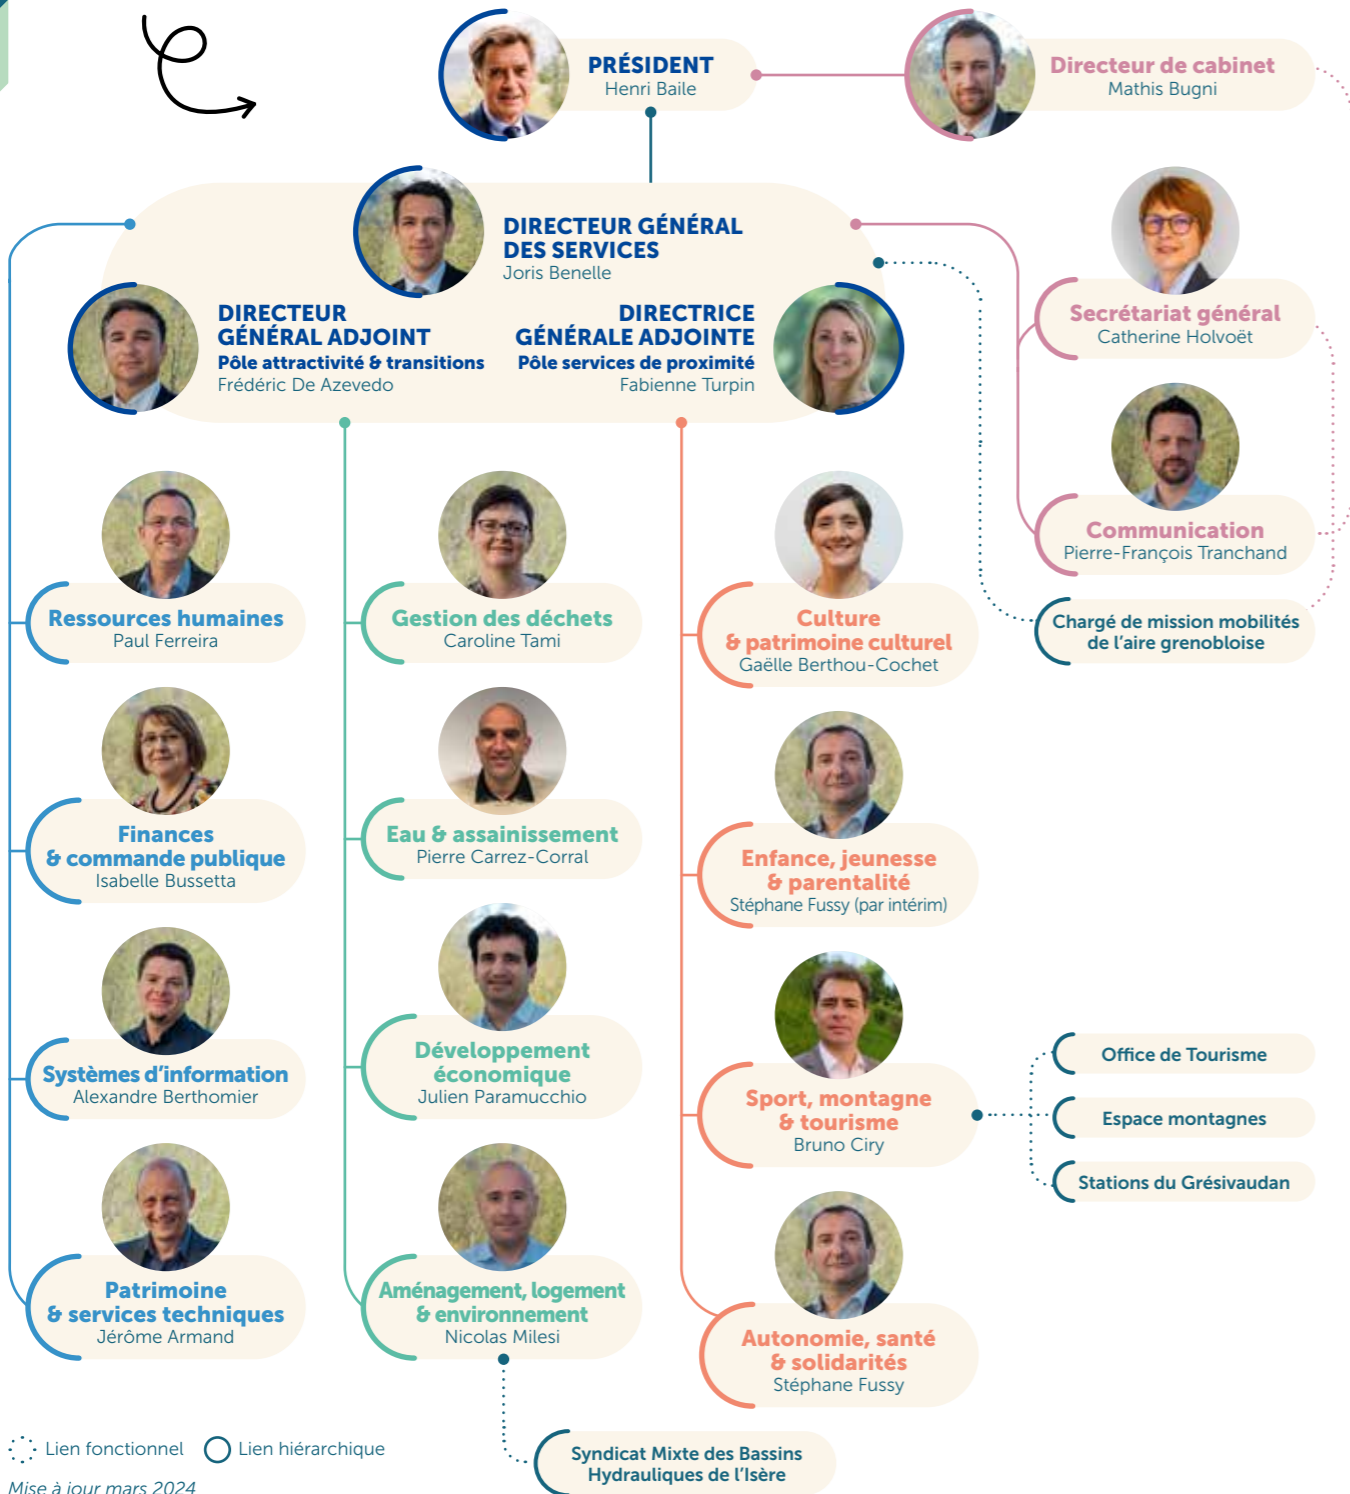 PRÉSIDENT
Henri Baile
Directeur de cabinet
Mathis Bugni
DIRECTEUR GÉNÉRAL
DES SERVICES
Joris Benelle
DIRECTEUR
GÉNÉRAL ADJOINT
Pôle attractivité & transitions
Frédéric De Azevedo
DIRECTRICE
GÉNÉRALE ADJOINTE
Pôle services de proximité
Fabienne Turpin
Secrétariat général
Catherine Holvoët
Communication
Pierre-François Tranchand
Chargé de mission mobilités
de l'aire grenobloise
Ressources humaines
Paul Ferreira
Finances
& commande publique
Isabelle Bussetta
Systèmes d'information
Alexandre Berthomier
Patrimoine
& services techniques
Jérôme Armand
Gestion des déchets
Caroline Tami
Eau & assainissement
Pierre Carrez-Corral
Développement
économique
Julien Paramucchio
Aménagement, logement
& environnement
Nicolas Milesi
Culture
& patrimoine culturel
Gaëlle Berthou-Cochet
Enfance, jeunesse
& parentalité
Stéphane Fussy (par intérim)
Sport, montagne
& tourisme
Bruno Ciry
Autonomie, santé
& solidarités
Stéphane Fussy
Office de Tourisme
Espace montagnes
Stations du Grésivaudan
Syndicat Mixte des Bassins
Hydrauliques de l'Isère
Lien fonctionnel
Lien hiérarchique
Mise à jour mars 2024